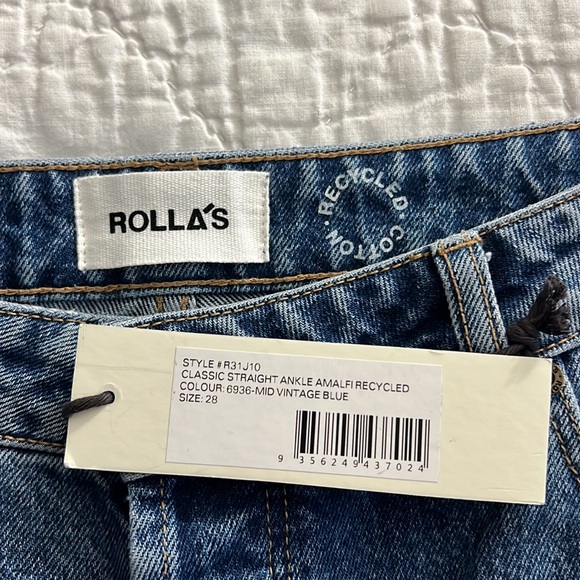 ROLLA'S
RECYCLED · COTTON ·
STYLE #R31J10
CLASSIC STRAIGHT ANKLE AMALFI RECYCLED
COLOUR: 6936-MID VINTAGE BLUE
SIZE: 28
9 356249 437024